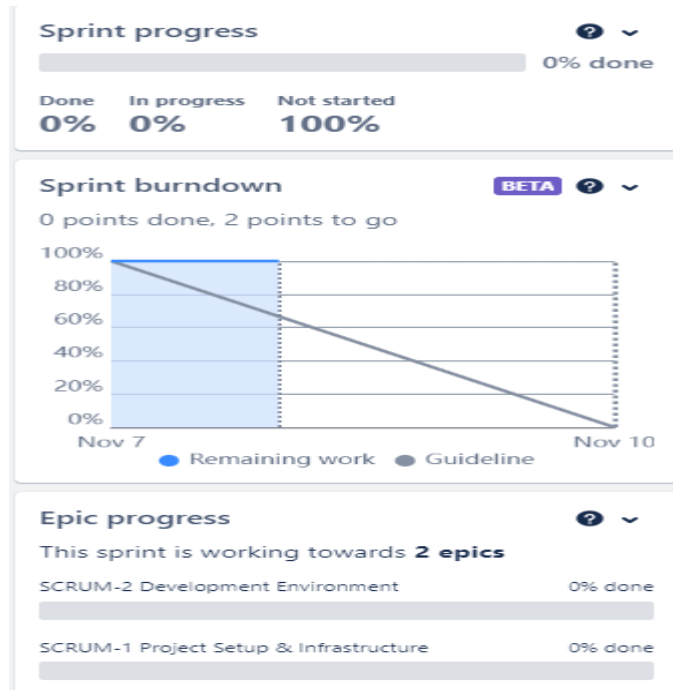 Sprint progress
0% done
Done In progress Not started
0% 0% 100%
Sprint burndown BETA
0 points done, 2 points to go
100%
80%
60%
40%
20%
0%
Nov 7 Nov 10
Remaining work Guideline
Epic progress
This sprint is working towards 2 epics
SCRUM-2 Development Environment 0% done
SCRUM-1 Project Setup & Infrastructure 0% done